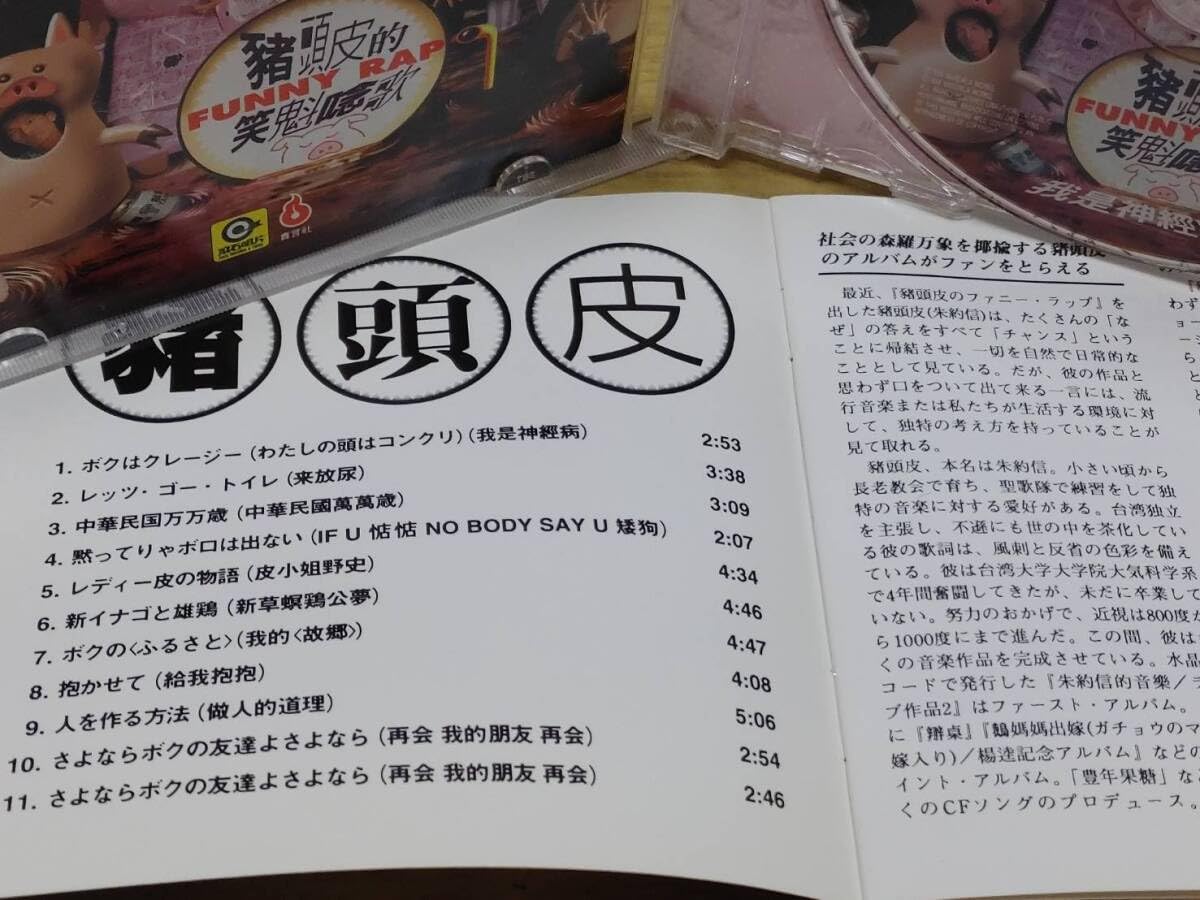 豬頭皮的
FUNNY RAP
笑魁唸歌
滾石唱片
真言社
豬
FUNNY
笑魁唸歌
我是神經
豬 頭 皮
1. ボクはクレージー (わたしの頭はコンクリ) (我是神經病) 2:53
2. レッツ・ゴー・トイレ (来放尿) 3:38
3. 中華民国万万歳 (中華民國萬萬歳) 3:09
4. 黙ってりゃボロは出ない (IF U 惦惦 NO BODY SAY U 矮狗) 2:07
5. レディー皮の物語 (皮小姐野史) 4:34
6. 新イナゴと雄鶏 (新草螟鶏公夢) 4:46
7. ボクの〈ふるさと〉(我的〈故郷〉) 4:47
8. 抱かせて (給我抱抱) 4:08
9. 人を作る方法 (做人的道理) 5:06
10. さよならボクの友達よさよなら (再会 我的朋友 再会) 2:54
11. さよならボクの友達よさよなら (再会 我的朋友 再会) 2:46
社会の森羅万象を揶揄する豬頭皮
のアルバムがファンをとらえる
最近、『豬頭皮のファニー・ラップ』を
出した豬頭皮(朱約信)は、たくさんの「な
ぜ」の答えをすべて「チャンス」という
ことに帰結させ、一切を自然で日常的な
こととして見ている。だが、彼の作品と
思わず口をついて出て来る一言には、流
行音楽または私たちが生活する環境に対
して、独特の考え方を持っていることが
見て取れる。
豬頭皮、本名は朱約信。小さい頃から
長老教会で育ち、聖歌隊で練習をして独
特の音楽に対する愛好がある。台湾独立
を主張し、不遜にも世の中を茶化してい
る彼の歌詞は、風刺と反省の色彩を備え
ている。彼は台湾大学大学院大気科学系
で4年間奮闘してきたが、未だに卒業して
いない。努力のおかげで、近視は800度か
ら1000度にまで進んだ。この間、彼は
くの音楽作品を完成させている。水晶
コードで発行した『朱約信的音樂／ラ
ブ作品2』はファースト・アルバム。
に『辦桌』『鵝媽媽出嫁(ガチョウのマ
嫁入り)／楊逵記念アルバム』などの
イント・アルバム。「豊年果糖」な
くのCFソングのプロデュース。
わず
ョー
ージ
ら
と